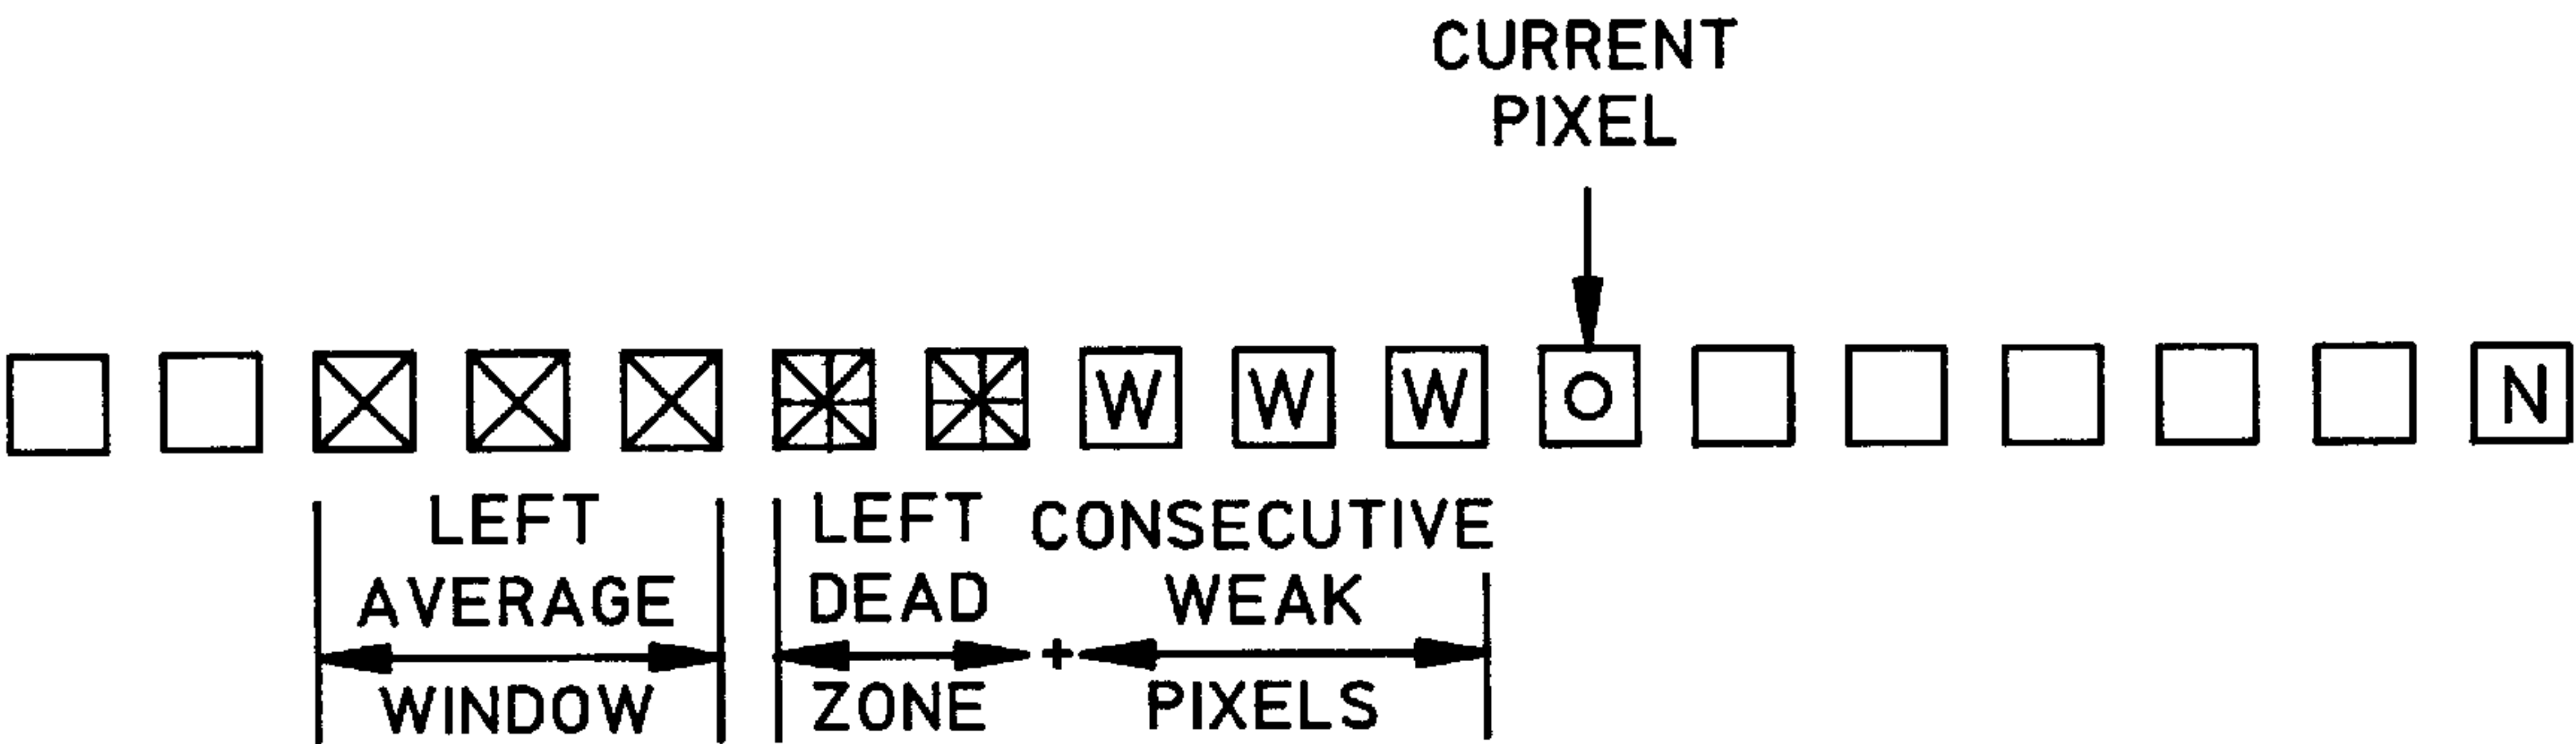 CURRENT
PIXEL
W W W O N
LEFT
AVERAGE
WINDOW
LEFT
DEAD
ZONE
+
CONSECUTIVE
WEAK
PIXELS